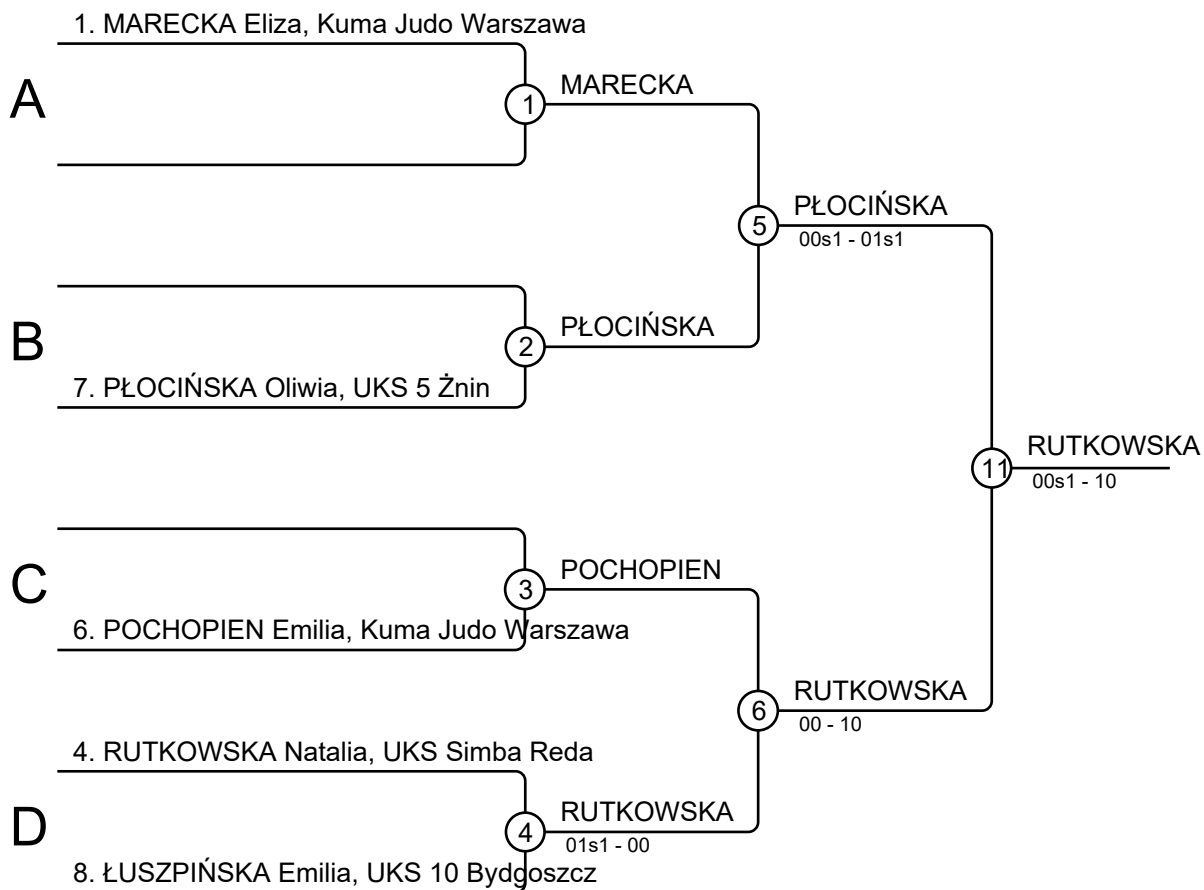 1. MARECKA Eliza, Kuma Judo Warszawa
A
1
MARECKA
5
PŁOCIŃSKA
00s1 - 01s1
B
2
PŁOCIŃSKA
7. PŁOCIŃSKA Oliwia, UKS 5 Żnin
11
RUTKOWSKA
00s1 - 10
C
3
POCHOPIEN
6. POCHOPIEN Emilia, Kuma Judo Warszawa
6
RUTKOWSKA
00 - 10
4. RUTKOWSKA Natalia, UKS Simba Reda
D
4
RUTKOWSKA
01s1 - 00
8. ŁUSZPIŃSKA Emilia, UKS 10 Bydgoszcz